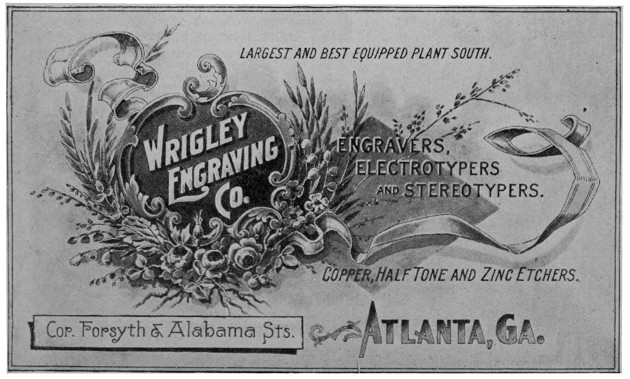 LARGEST AND BEST EQUIPPED PLANT SOUTH.
WRIGLEY
ENGRAVING
CO.
ENGRAVERS,
ELECTROTYPERS
AND STEREOTYPERS.
COPPER, HALF TONE AND ZINC ETCHERS.
Cor. Forsyth & Alabama Sts.
ATLANTA, GA.